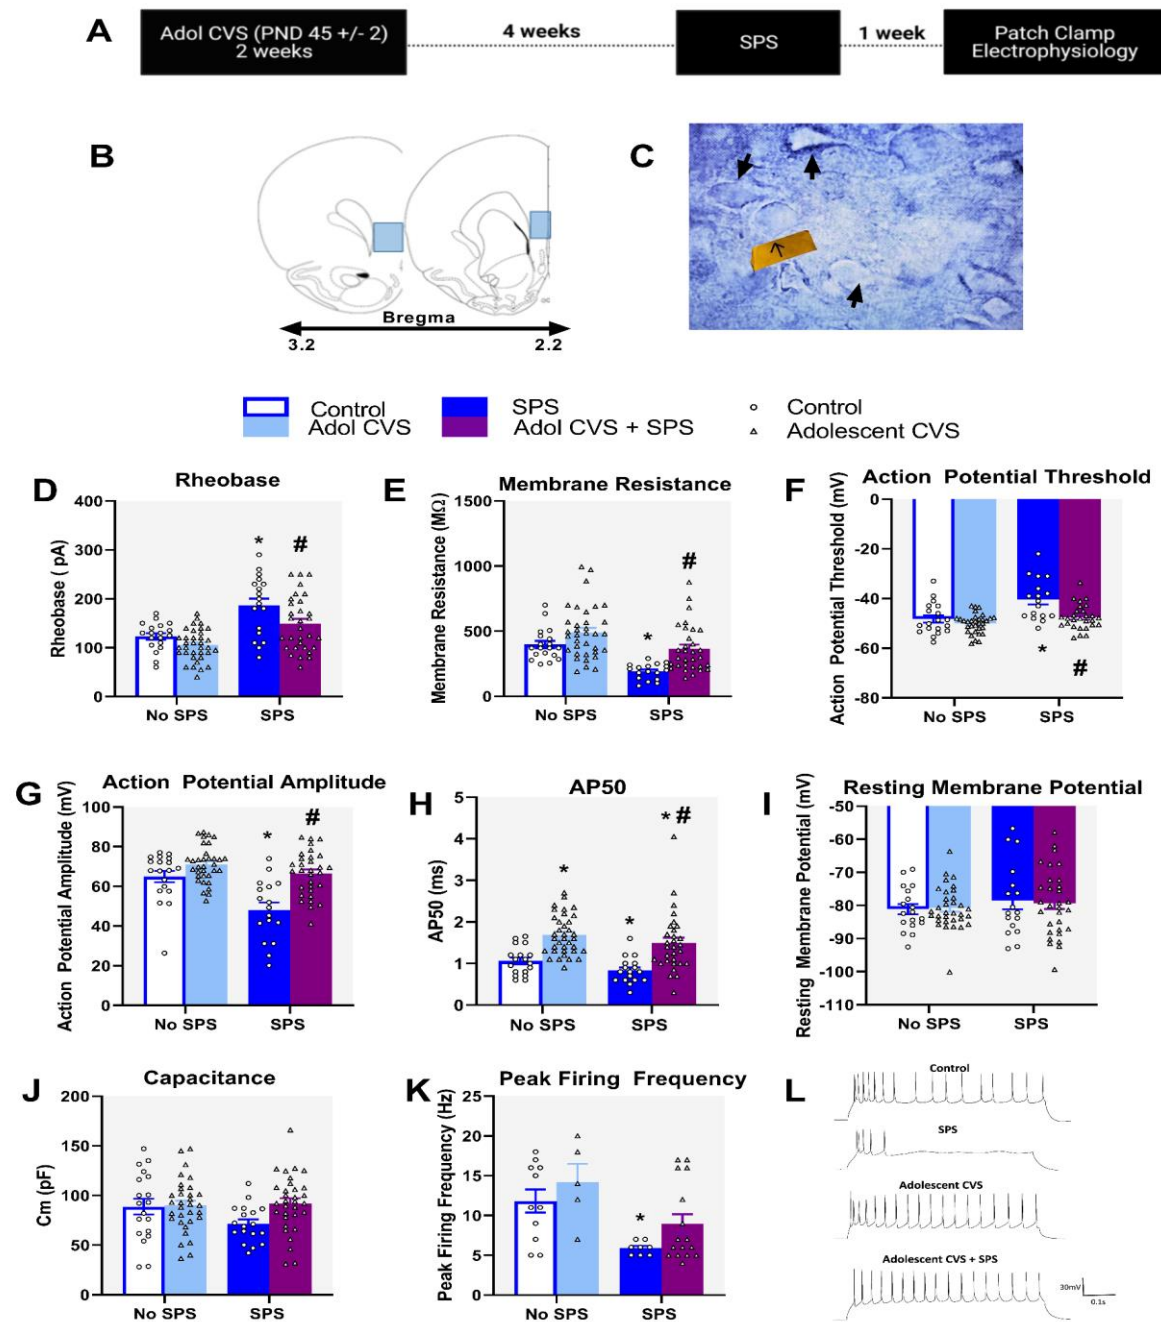 A
Adol CVS (PND 45 +/- 2)
2 weeks
4 weeks
SPS
1 week
Patch Clamp
Electrophysiology
B
Bregma
3.2
2.2
C
Control
Adol CVS
SPS
Adol CVS + SPS
Control
Adolescent CVS
D
Rheobase
Rheobase ( pA)
400
300
200
100
0
*
#
No SPS
SPS
E
Membrane Resistance
Membrane Resistance (MΩ)
1500
1000
500
0
*
#
No SPS
SPS
F
Action Potential Threshold
Action Potential Threshold (mV)
0
-20
-40
-60
-80
*
#
No SPS
SPS
G
Action Potential Amplitude
Action Potential Amplitude (mV)
100
80
60
40
20
0
*
#
No SPS
SPS
H
AP50
AP50 (ms)
5
4
3
2
1
0
*
*
* #
No SPS
SPS
I
Resting Membrane Potential
Resting Membrane Potential (mV)
-50
-60
-70
-80
-90
-100
-110
No SPS
SPS
J
Capacitance
Cm (pF)
200
150
100
50
0
No SPS
SPS
K
Peak Firing Frequency
Peak Firing Frequency (Hz)
25
20
15
10
5
0
*
No SPS
SPS
L
Control
SPS
Adolescent CVS
Adolescent CVS + SPS
30mV
0.1s